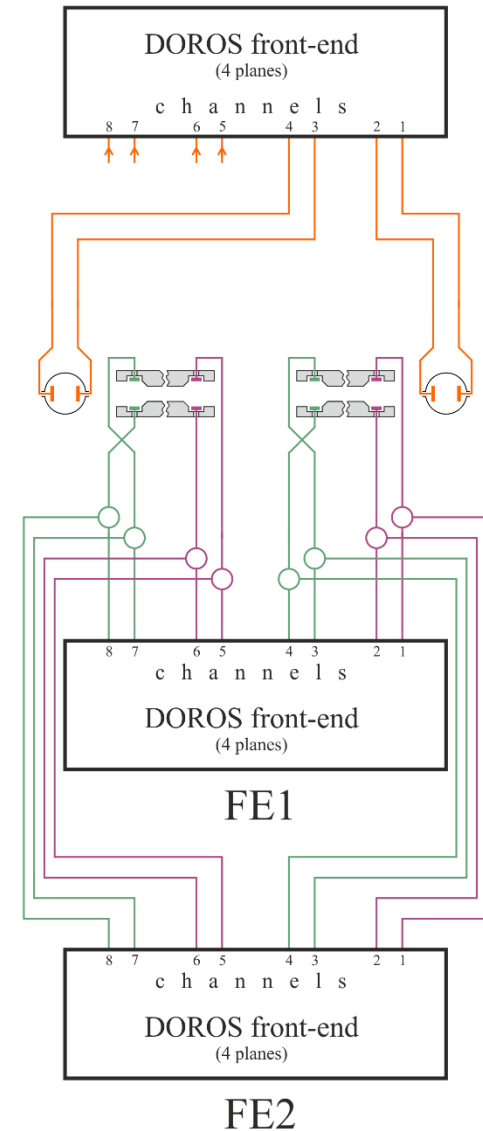 DOROS front-end
(4 planes)
c h a n n e l s
8 7 6 5 4 3 2 1
8 7 6 5 4 3 2 1
c h a n n e l s
DOROS front-end
(4 planes)
FE1
8 7 6 5 4 3 2 1
c h a n n e l s
DOROS front-end
(4 planes)
FE2